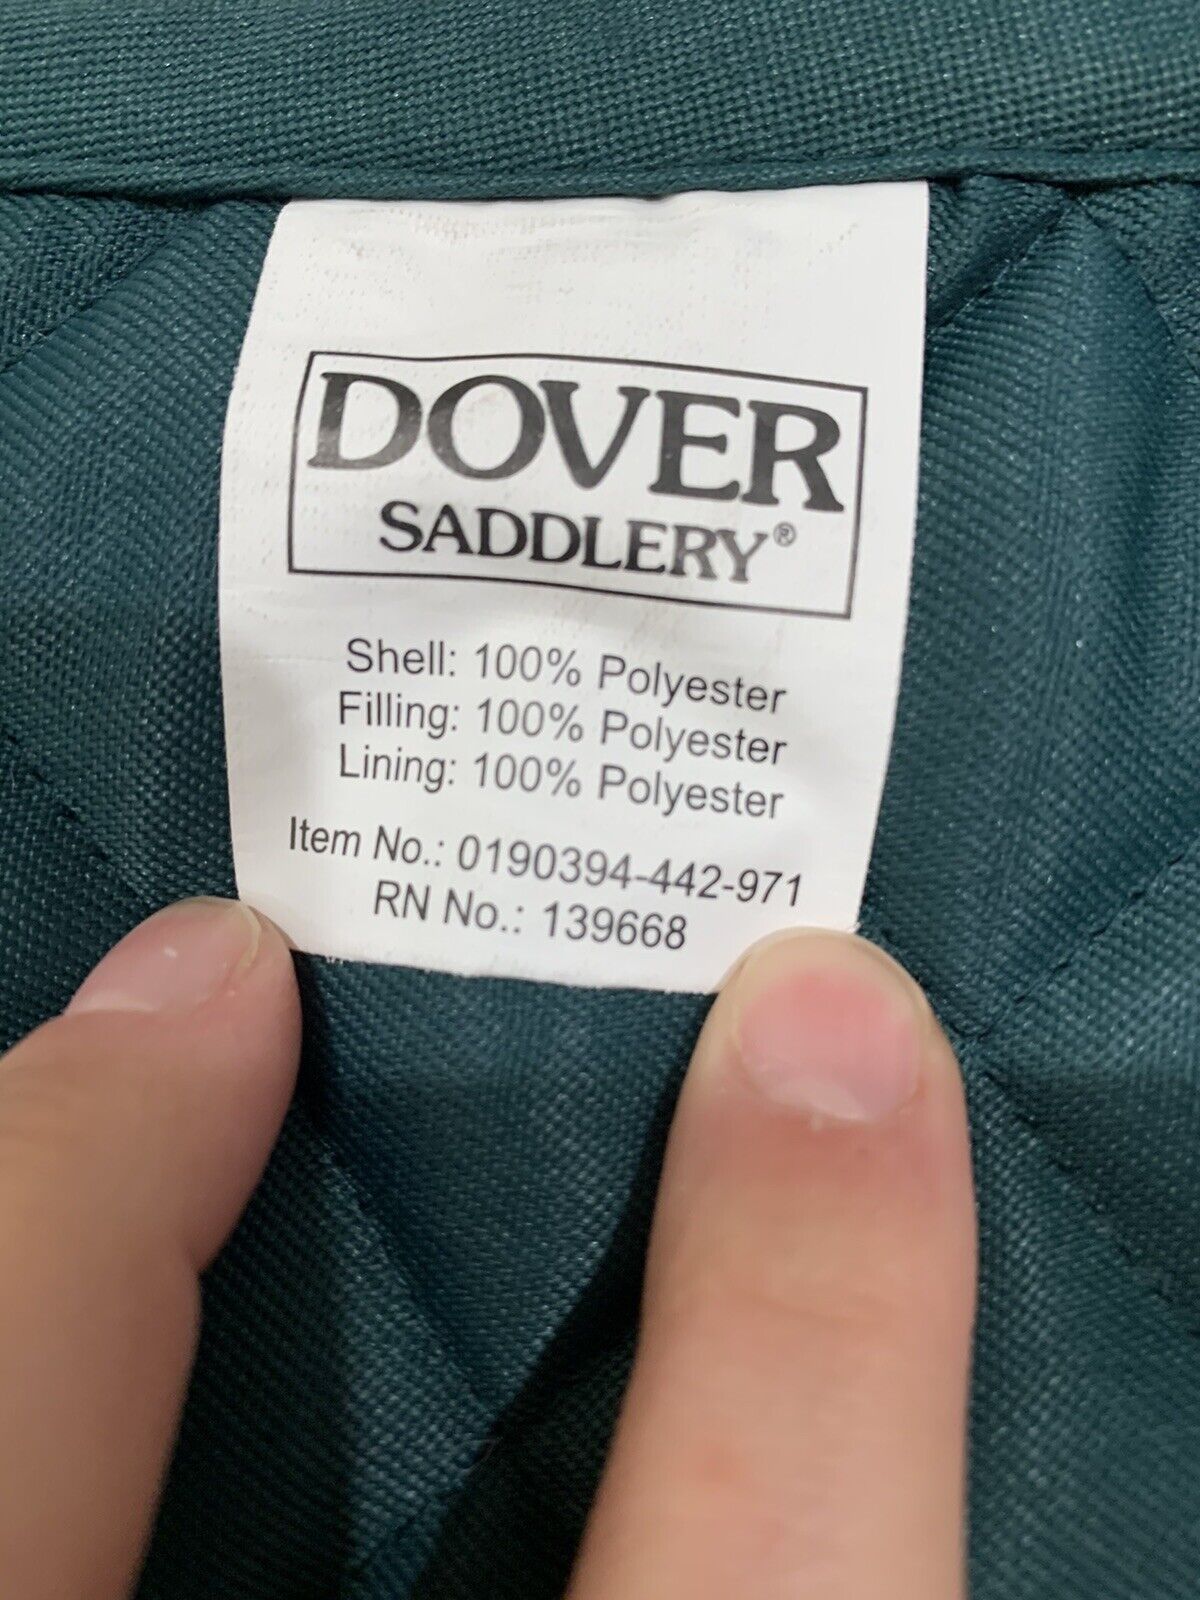 DOVER
SADDLERY®
Shell: 100% Polyester
Filling: 100% Polyester
Lining: 100% Polyester
Item No.: 0190394-442-971
RN No.: 139668